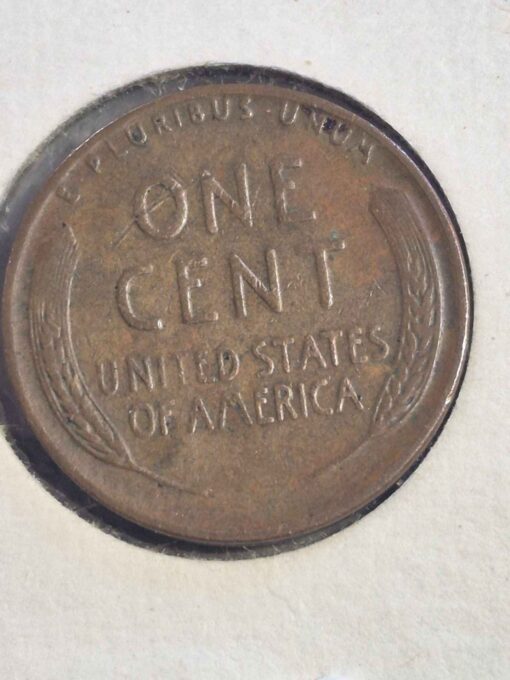 E·PLURIBUS·UNUM
ONE
CENT
UNITED STATES
OF AMERICA